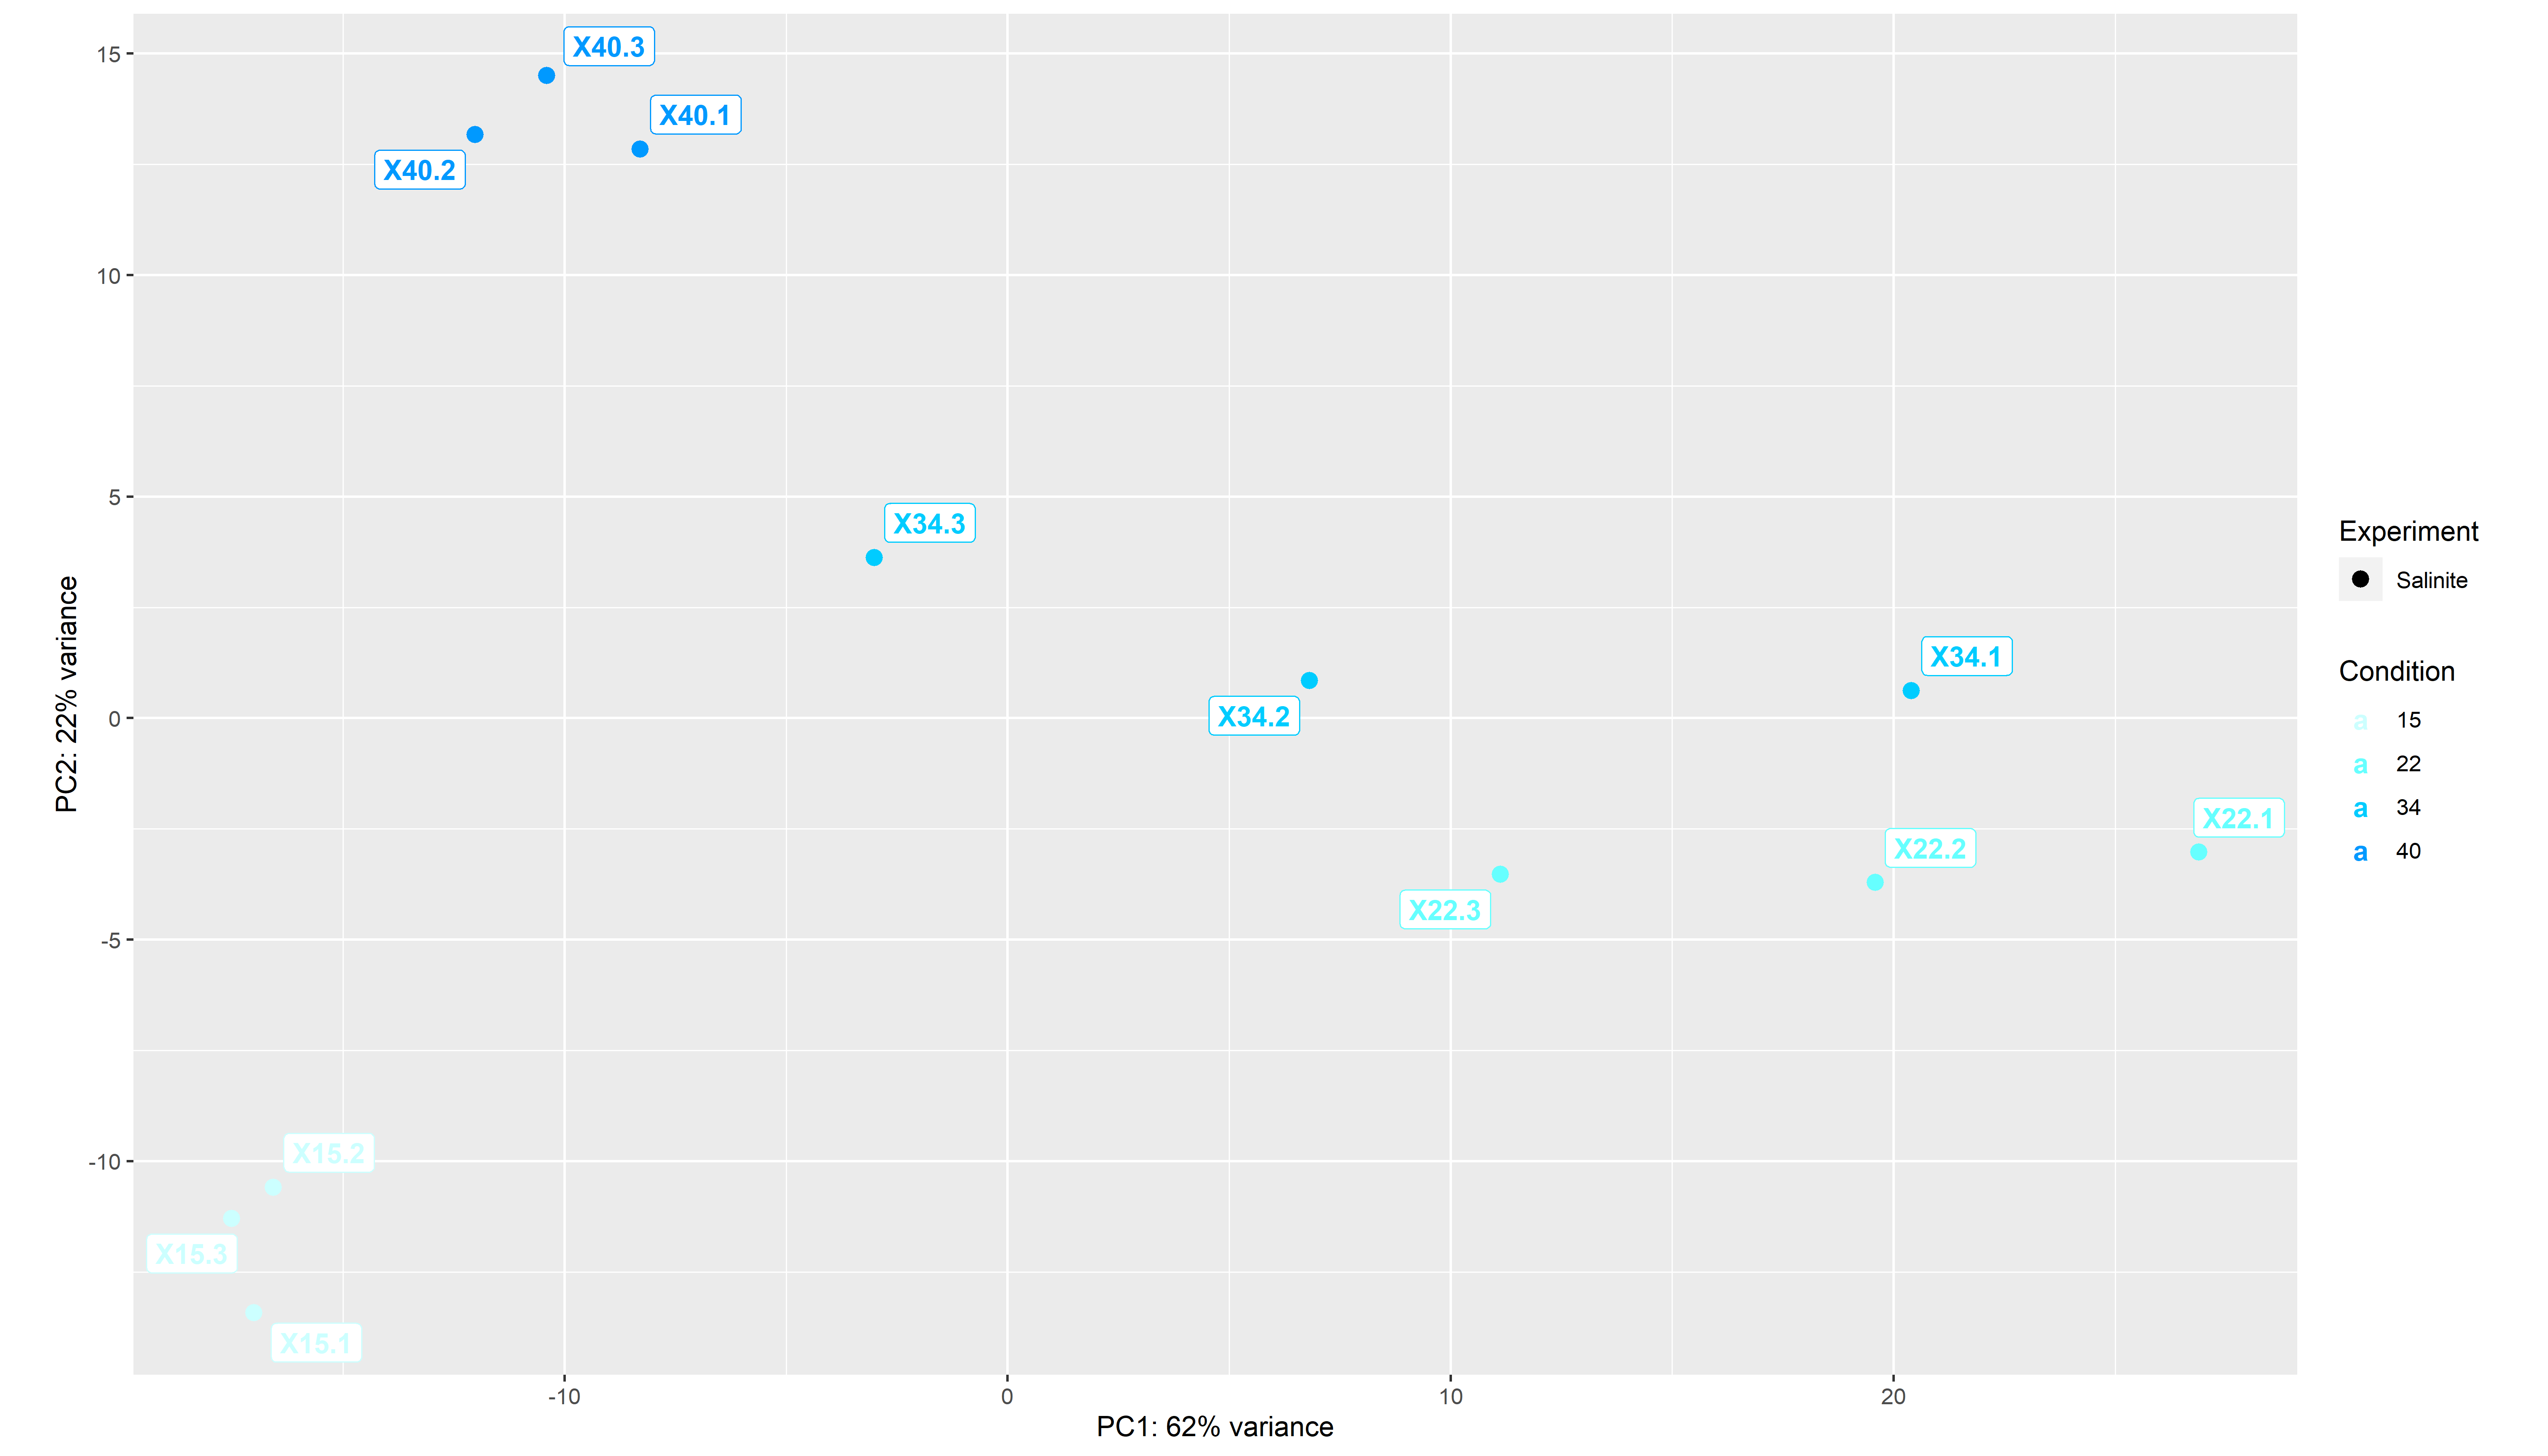 15
10
5
0
-5
-10
PC2: 22% variance
X40.3
X40.1
X40.2
X34.3
X34.1
X34.2
X22.1
X22.2
X22.3
X15.2
X15.3
X15.1
-10
0
10
20
PC1: 62% variance
Experiment
Salinite
Condition
a 15
a 22
a 34
a 40